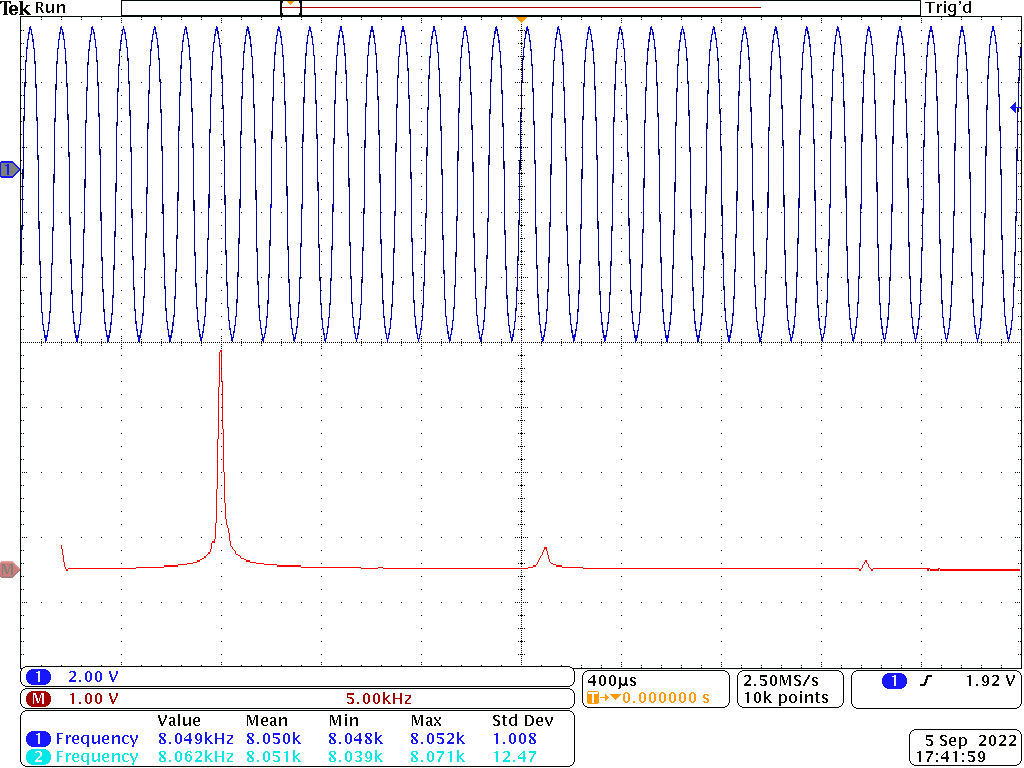 Tek Run Trig'd
1
M
1 2.00 V
M 1.00 V 5.00kHz
400µs
T→▼0.000000 s
2.50MS/s
10k points
1 ƒ 1.92 V
Value Mean Min Max Std Dev
1 Frequency 8.049kHz 8.050k 8.048k 8.052k 1.008
2 Frequency 8.062kHz 8.051k 8.039k 8.071k 12.47
5 Sep 2022
17:41:59